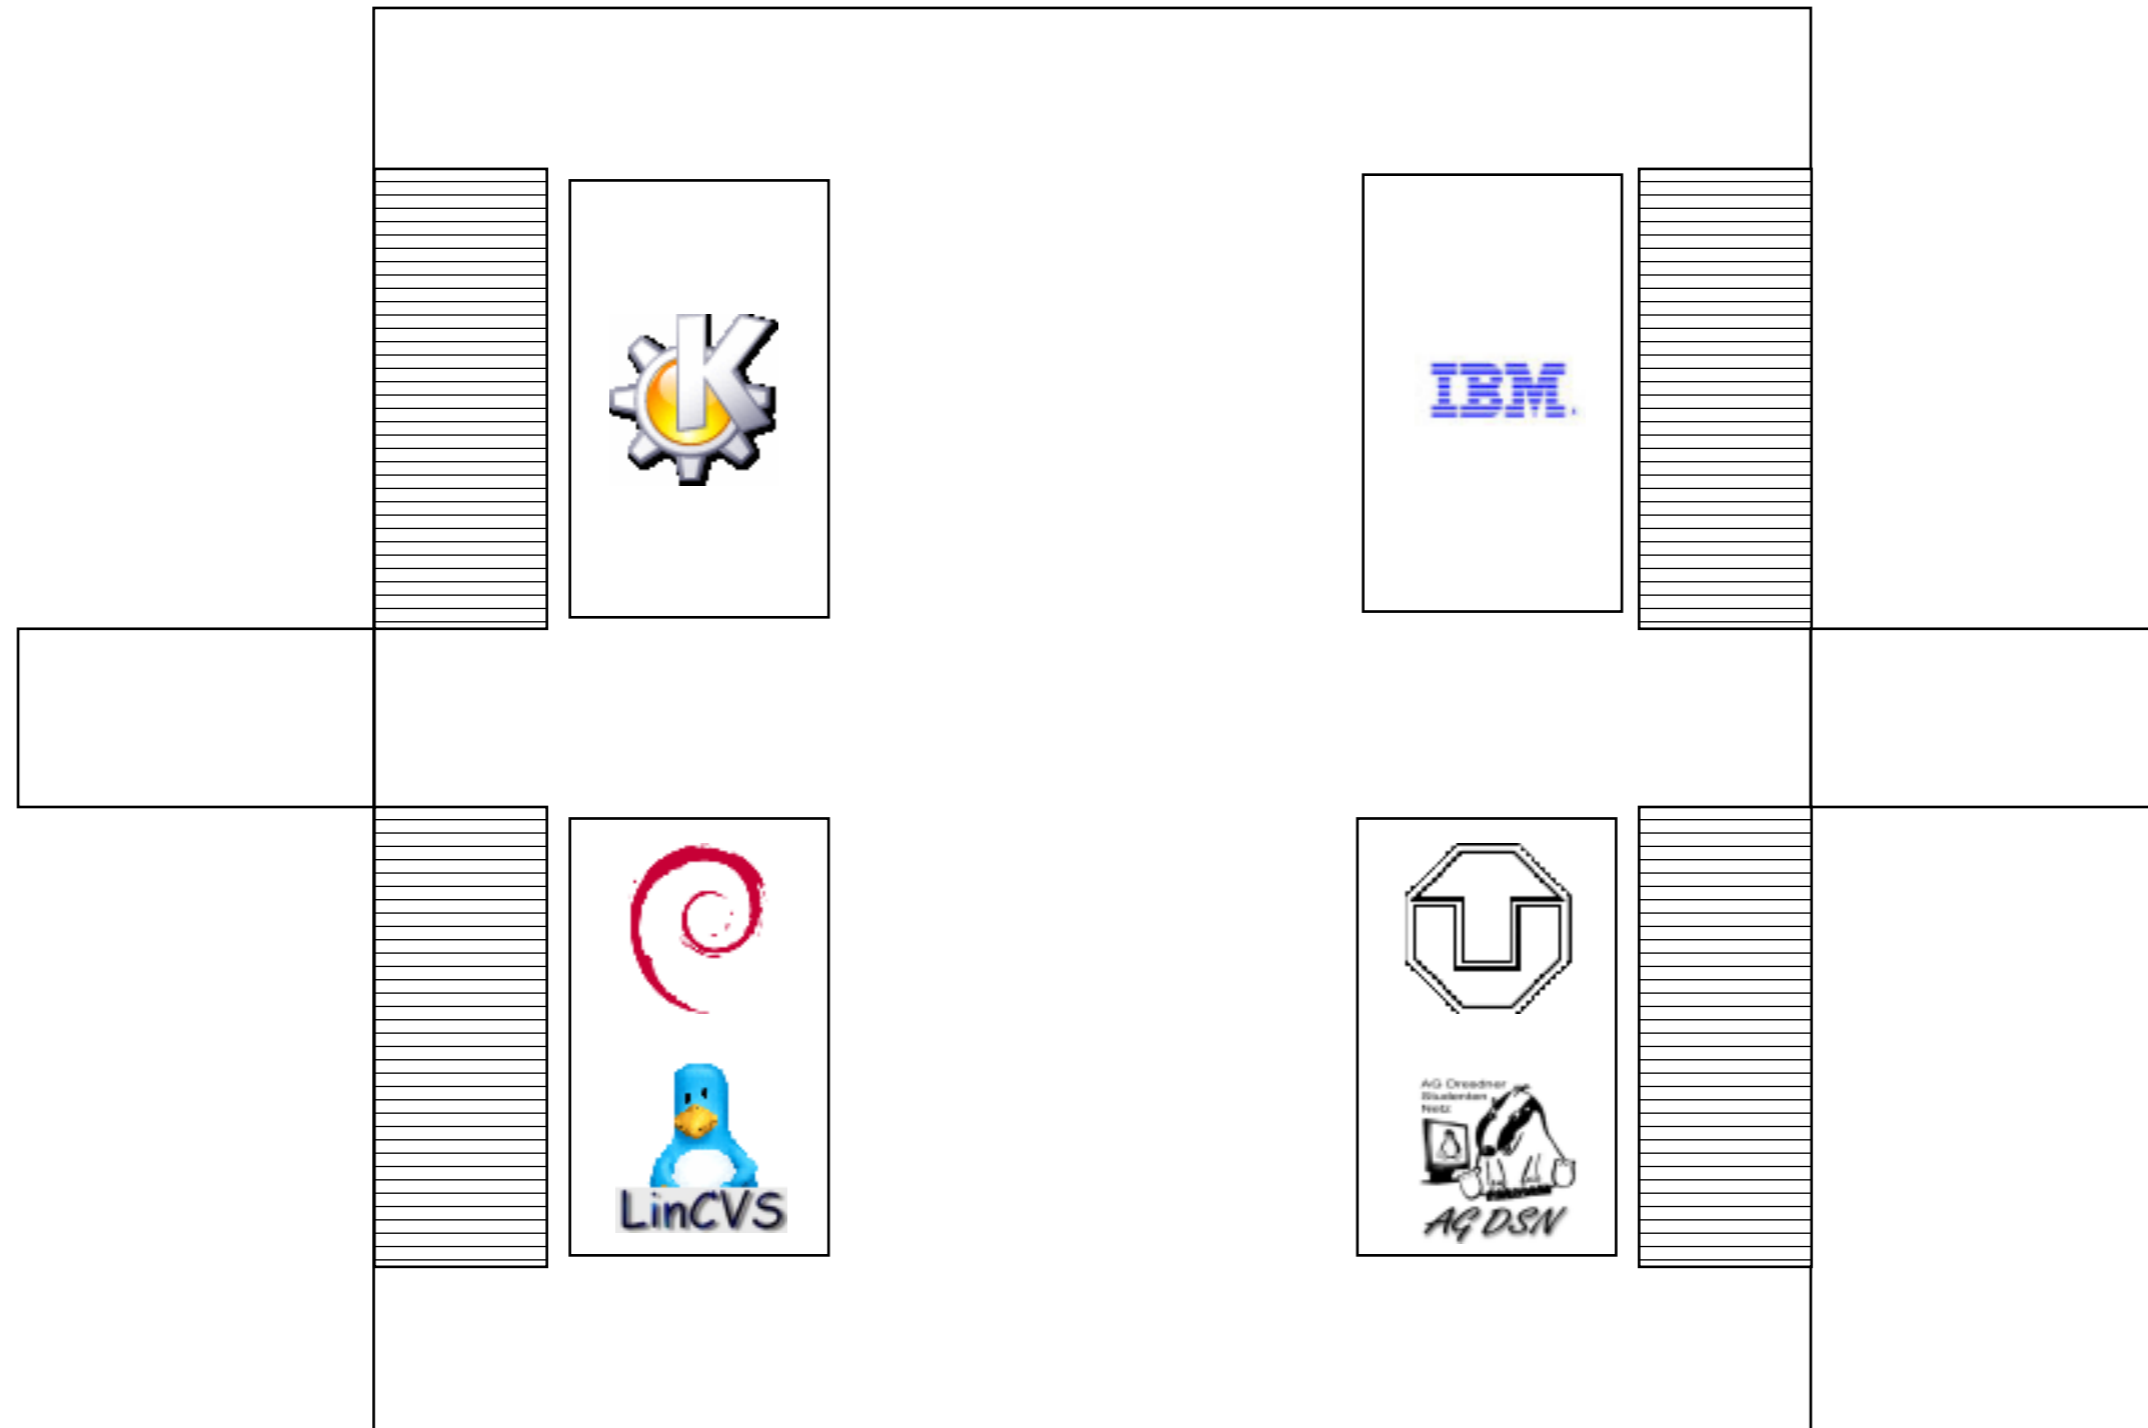 K
IBM.
LinCVS
AG Dresdner
Studenten
Netz
AG DSN